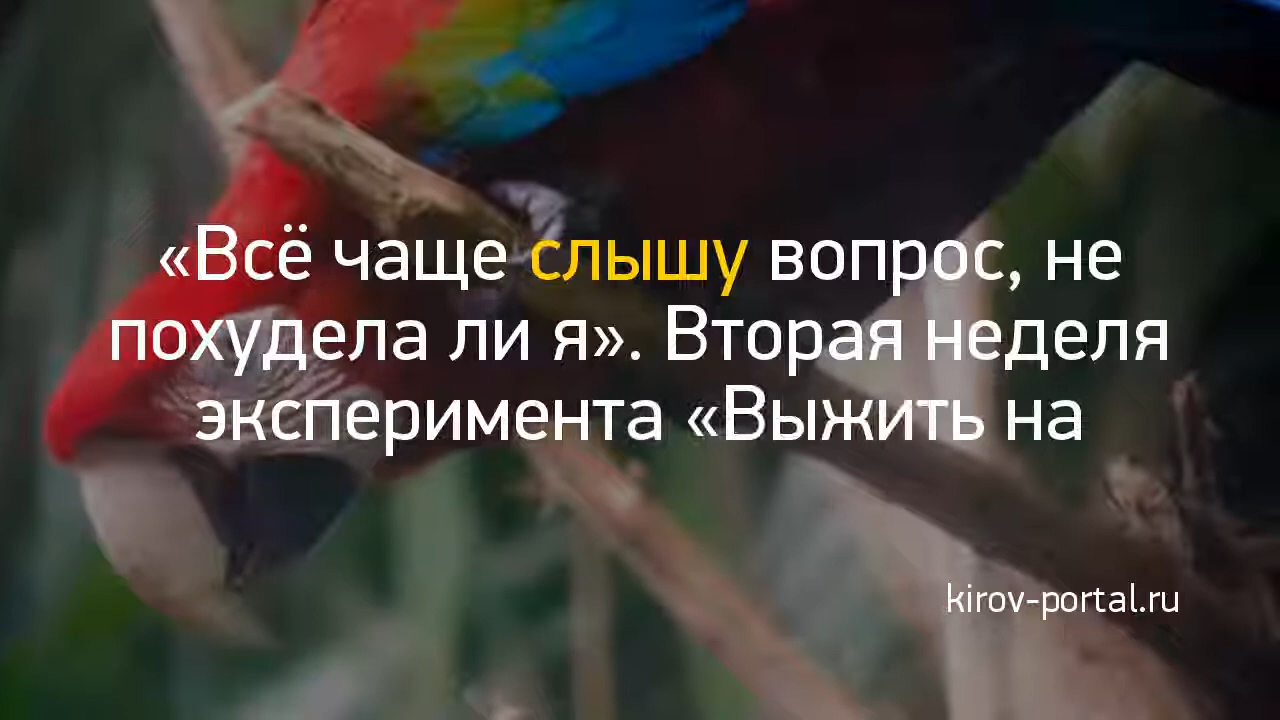 «Всё чаще слышу вопрос, не
похудела ли я». Вторая неделя
эксперимента «Выжить на
kirov-portal.ru